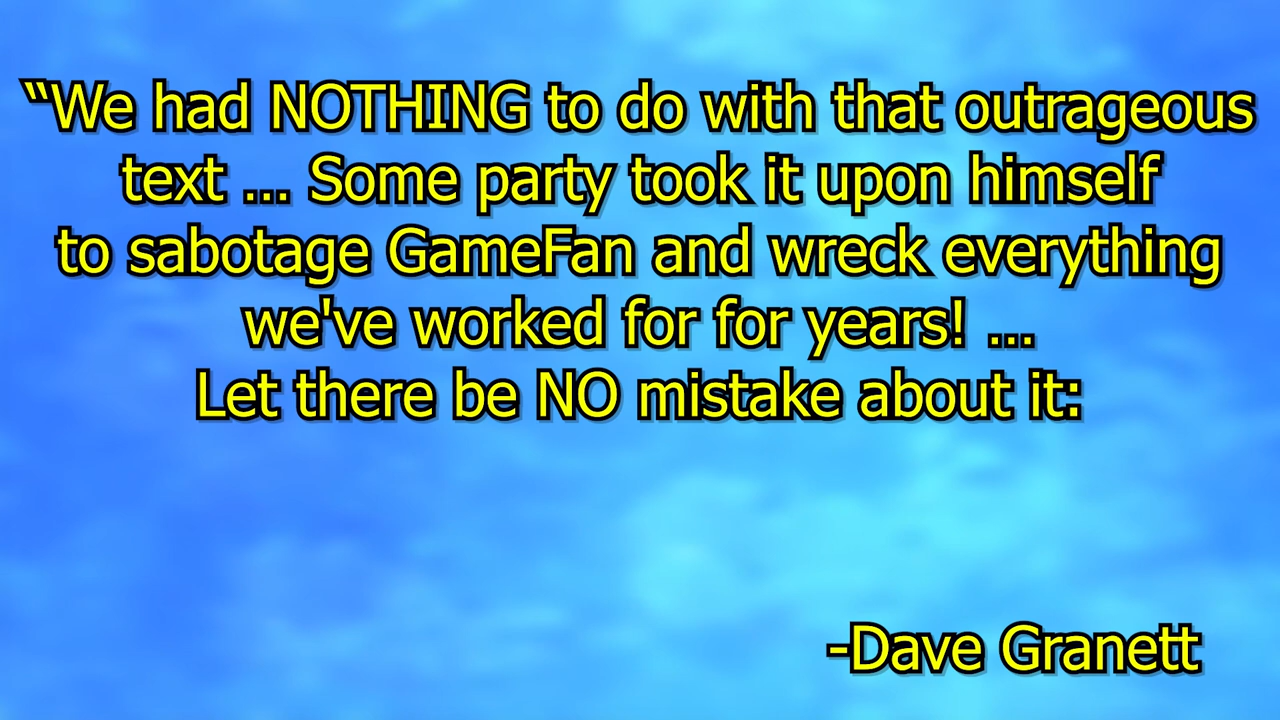 “We had NOTHING to do with that outrageous
text ... Some party took it upon himself
to sabotage GameFan and wreck everything
we've worked for for years! ...
Let there be NO mistake about it:
-Dave Granett